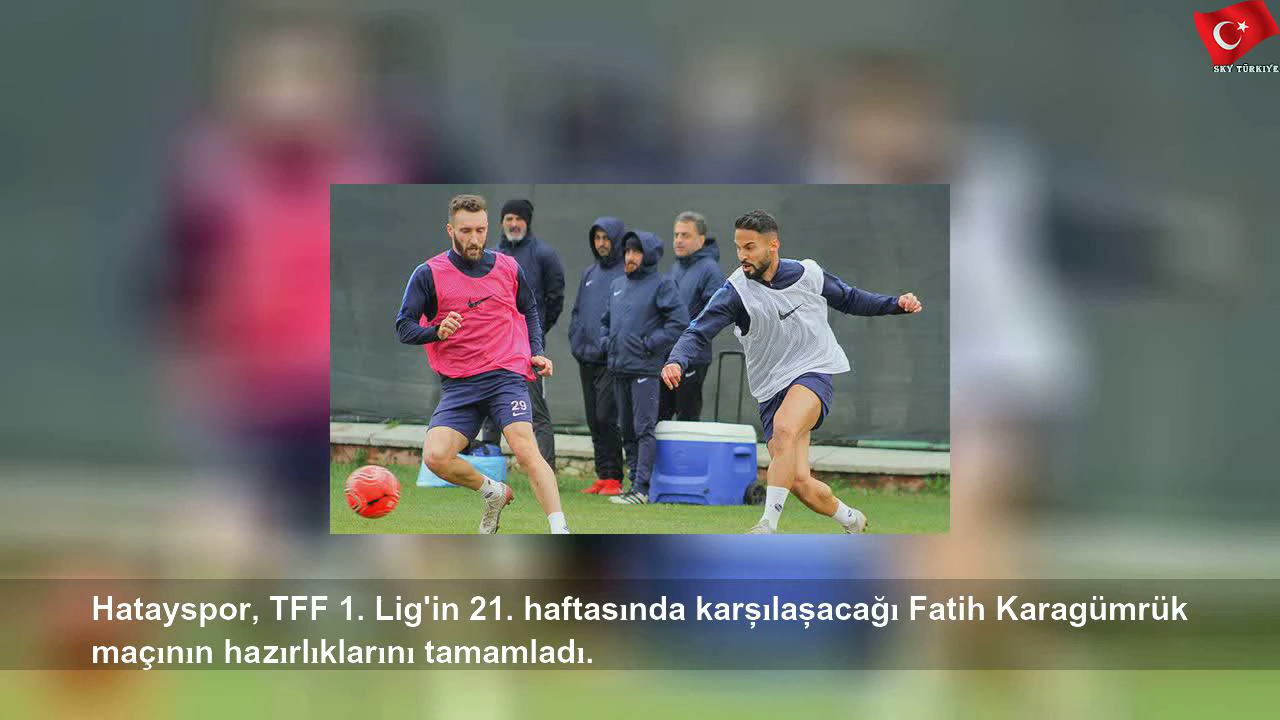 SKY TÜRKIYE
29
Hatayspor, TFF 1. Lig'in 21. haftasında karşılaşacağı Fatih Karagümrük
maçının hazırlıklarını tamamladı.